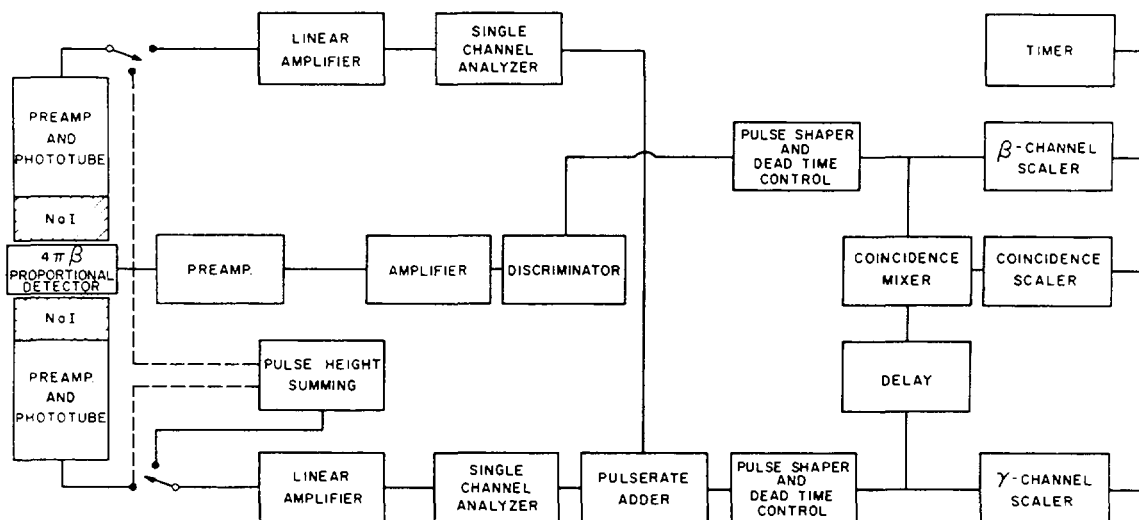 LINEAR
AMPLIFIER
SINGLE
CHANNEL
ANALYZER
TIMER
PREAMP
AND
PHOTOTUBE
PULSE SHAPER
AND
DEAD TIME
CONTROL
β-CHANNEL
SCALER
NaI
4πβ
PROPORTIONAL
DETECTOR
PREAMP.
AMPLIFIER
DISCRIMINATOR
COINCIDENCE
MIXER
COINCIDENCE
SCALER
NaI
PREAMP.
AND
PHOTOTUBE
PULSE HEIGHT
SUMMING
DELAY
LINEAR
AMPLIFIER
SINGLE
CHANNEL
ANALYZER
PULSERATE
ADDER
PULSE SHAPER
AND
DEAD TIME
CONTROL
γ-CHANNEL
SCALER